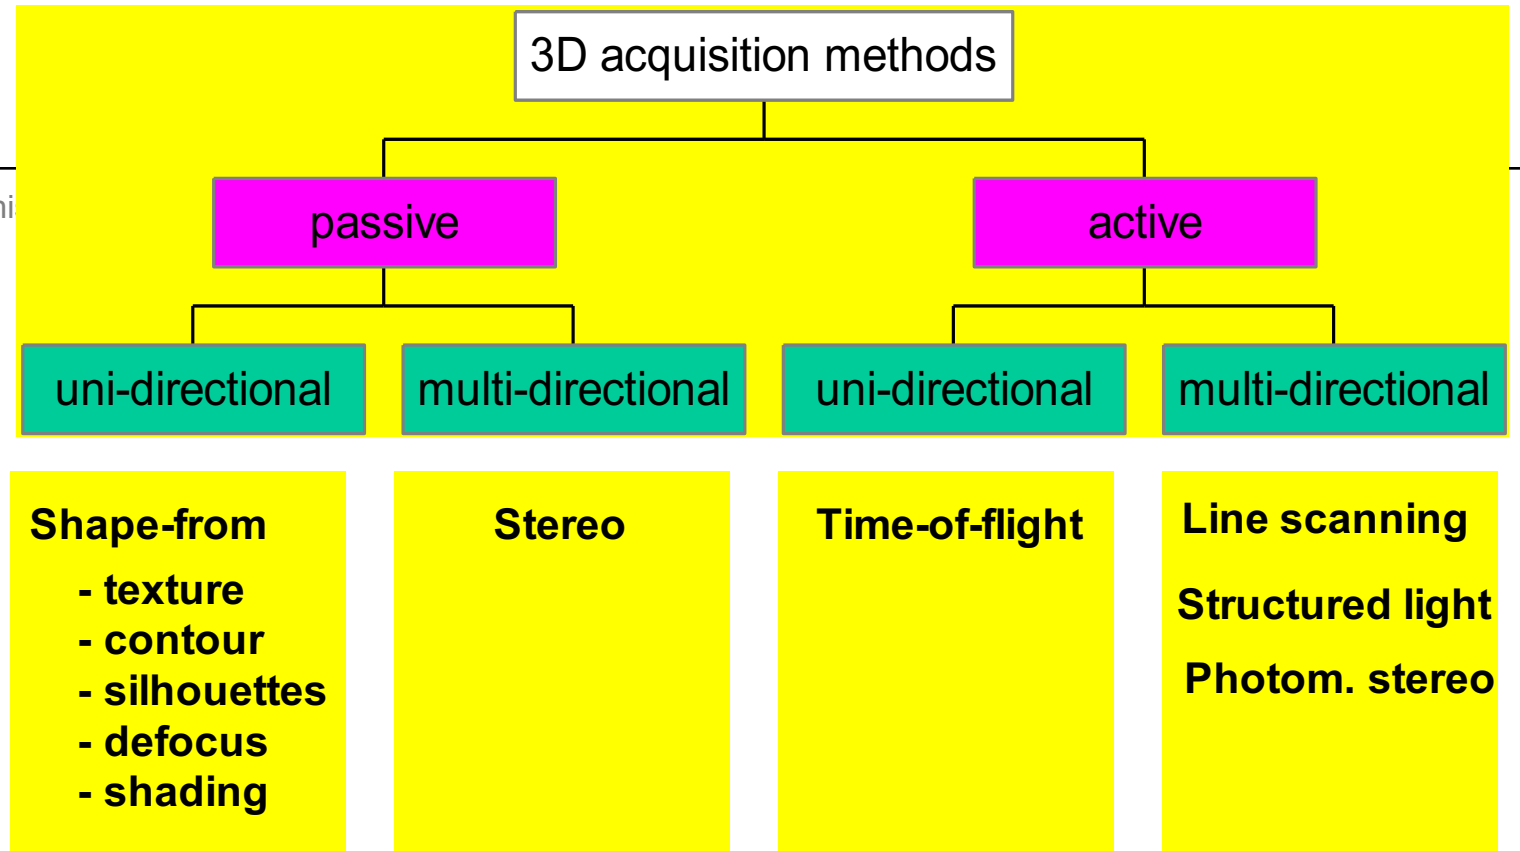 3D acquisition methods
passive
active
uni-directional
multi-directional
uni-directional
multi-directional
Shape-from
- texture
- contour
- silhouettes
- defocus
- shading
Stereo
Time-of-flight
Line scanning
Structured light
Photom. stereo